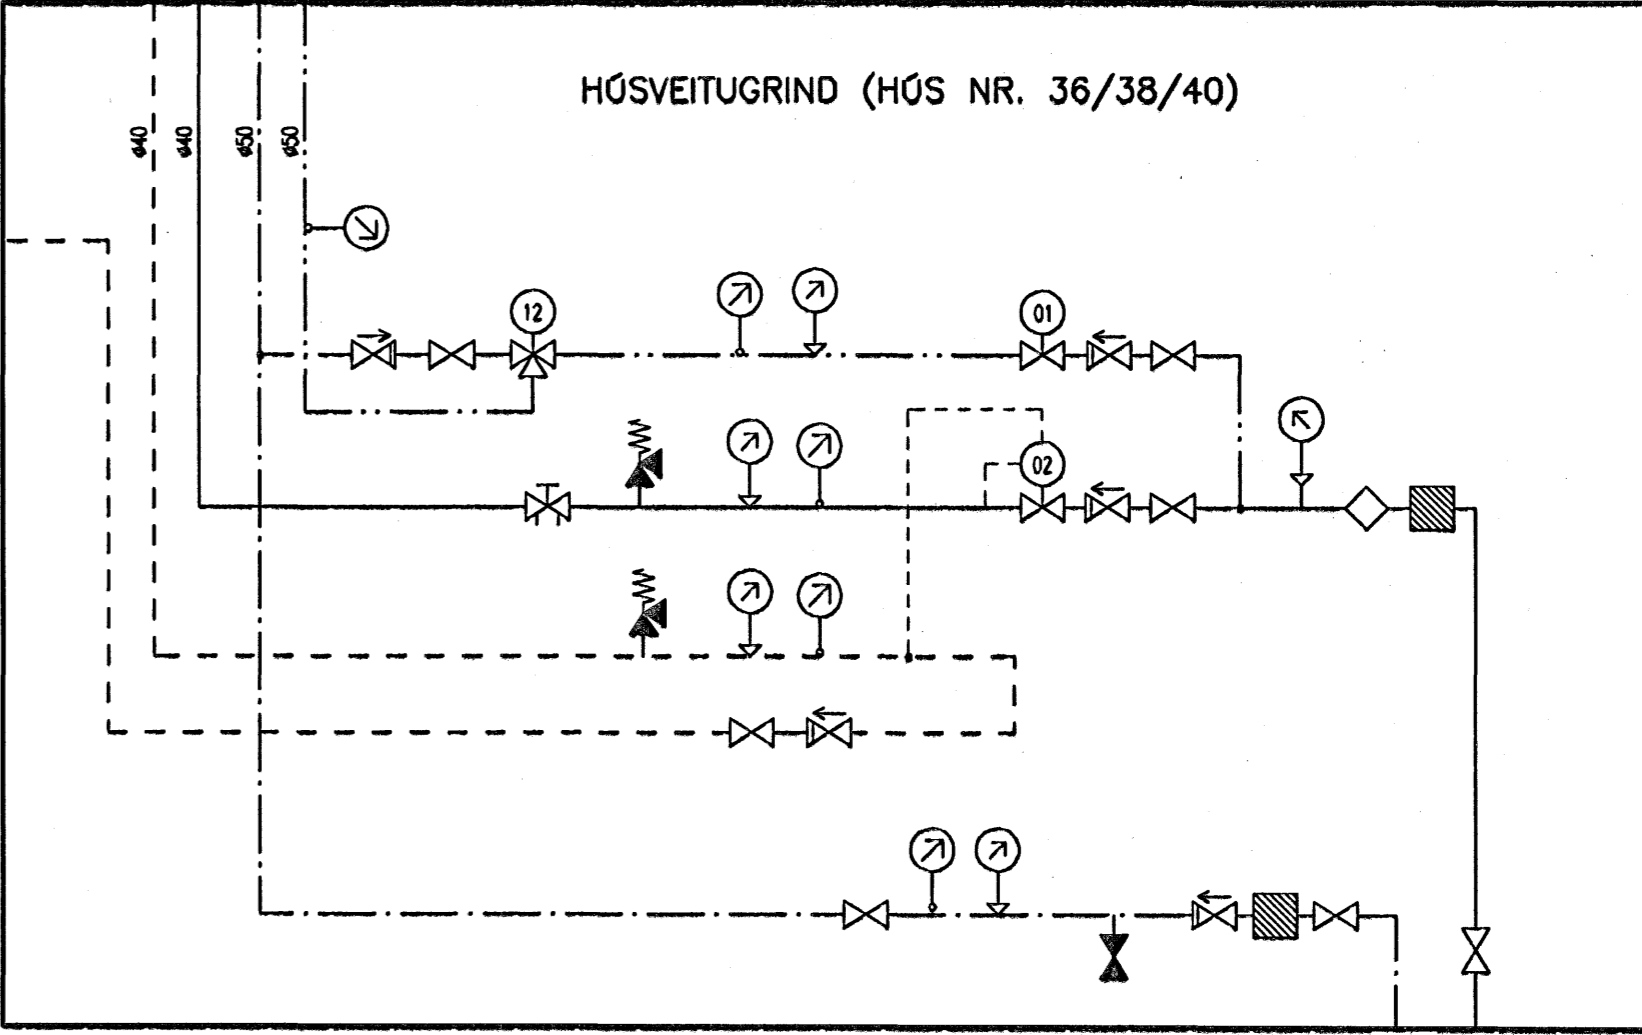 HÚSVEITUGRIND (HÚS NR. 36/38/40)
ø40
ø40
ø50
ø50
12
01
02